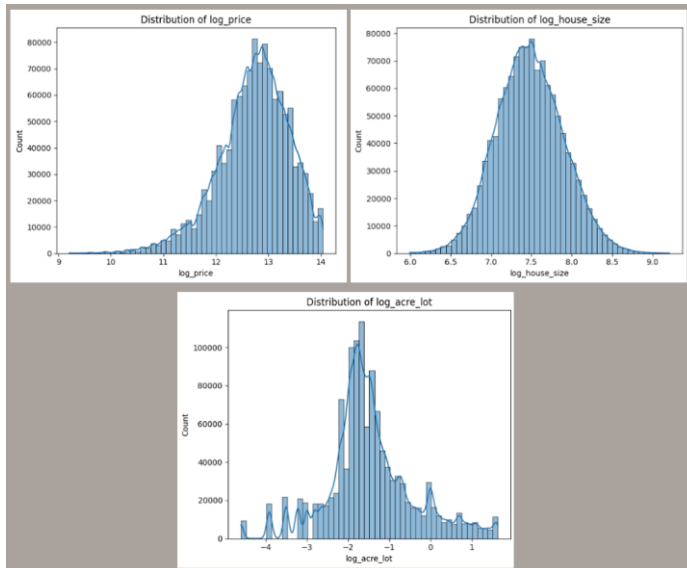 Distribution of log_price
80000
70000
60000
50000
40000
30000
20000
10000
0
Count
9 10 11 12 13 14
log_price
Distribution of log_house_size
80000
70000
60000
50000
40000
30000
20000
10000
0
Count
6.0 6.5 7.0 7.5 8.0 8.5 9.0
log_house_size
Distribution of log_acre_lot
100000
80000
60000
40000
20000
0
Count
−4 −3 −2 −1 0 1
log_acre_lot